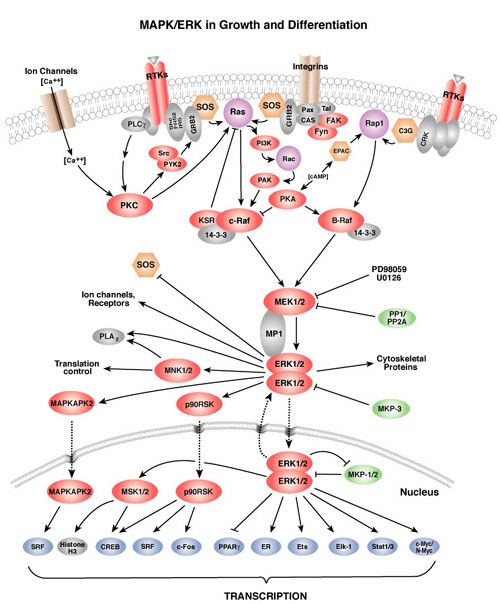 MAPK/ERK in Growth and Differentiation
Ion Channels
[Ca++]
RTKs
Integrins
RTKs
PLCγ
GRB2
SOS
Ras
SOS
GRB2
Pax
Tal
CAS
FAK
Fyn
Rap1
C3G
CRK
Src
PYK2
PI3K
Rac
EPAC
[cAMP]
[Ca++]
PKC
PAK
PKA
KSR
c-Raf
14-3-3
B-Raf
14-3-3
SOS
PD98059
U0126
Ion channels,
Receptors
MEK1/2
PP1/
PP2A
MP1
PLA2
Translation
control
MNK1/2
ERK1/2
ERK1/2
Cytoskeletal
Proteins
MAPKAPK2
p90RSK
MKP-3
ERK1/2
ERK1/2
MKP-1/2
Nucleus
MAPKAPK2
MSK1/2
p90RSK
SRF
Histone
H3
CREB
SRF
c-Fos
PPARγ
ER
Ets
Elk-1
Stat1/3
c-Myc/
N-Myc
TRANSCRIPTION